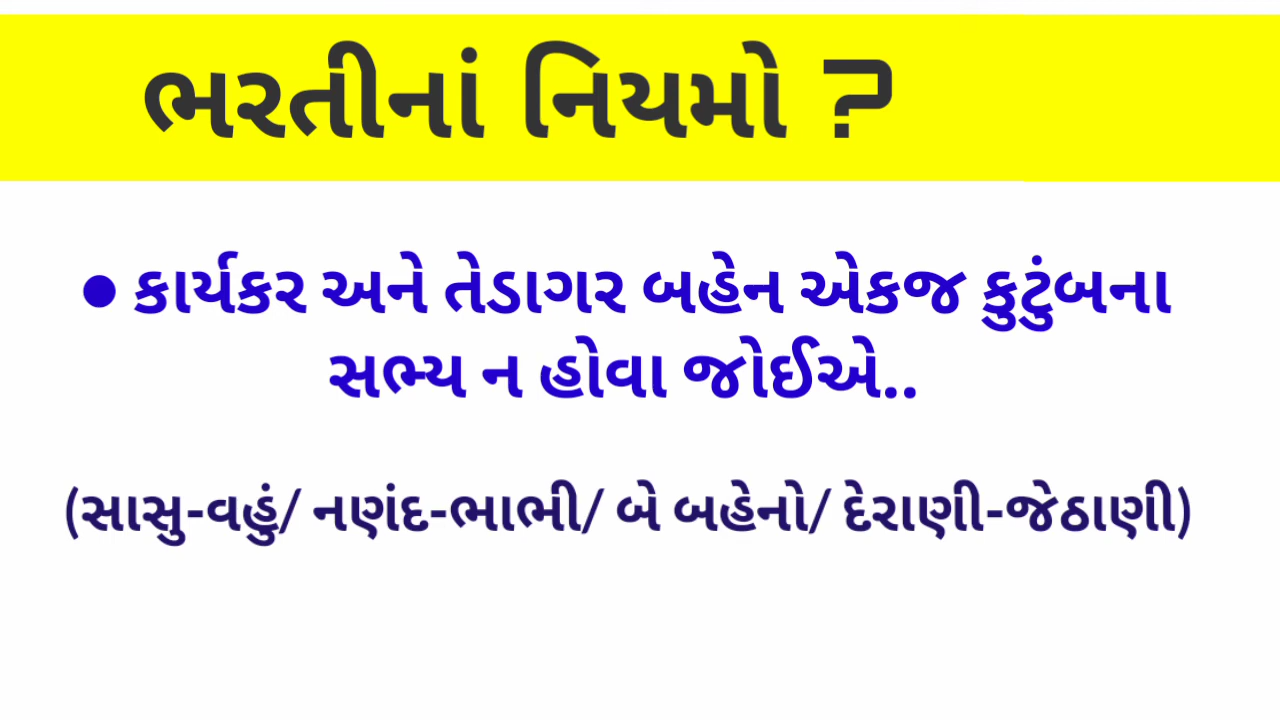 ભરતીનાં નિયમો ?
● કાર્યકર અને તેડાગર બહેન એકજ કુટુંબના
સભ્ય ન હોવા જોઈએ..
(સાસુ-વહું/ નણંદ-ભાભી/ બે બહેનો/ દેરાણી-જેઠાણી)